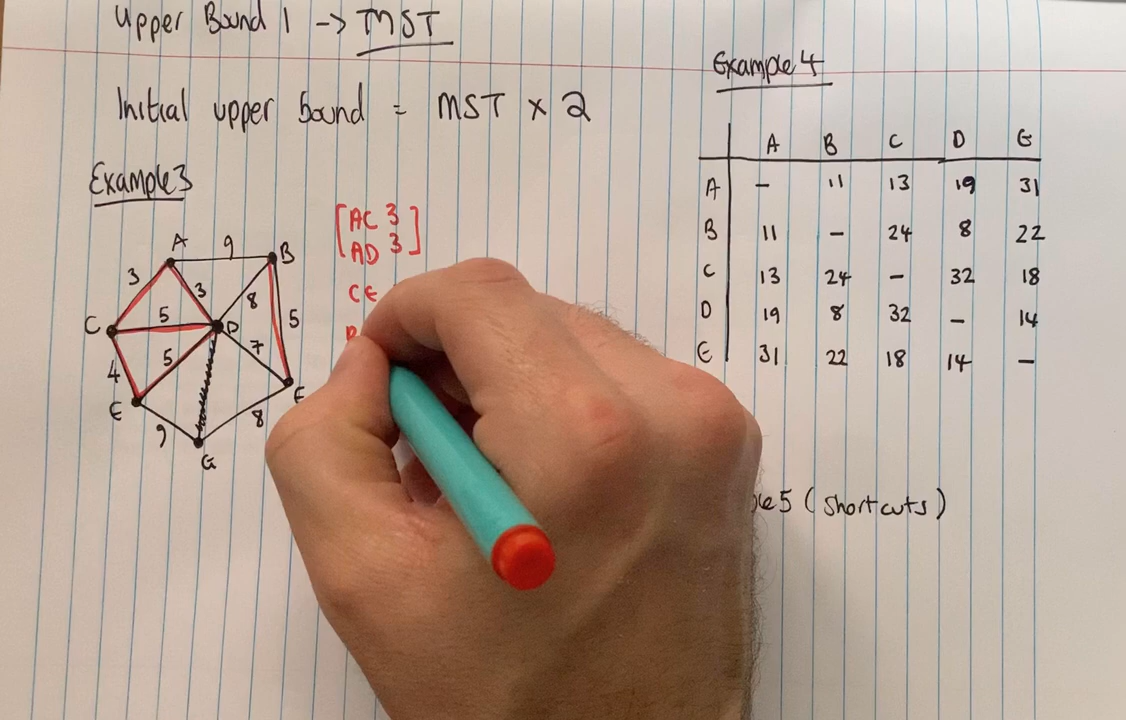 Upper Bound 1 -> MST
Initial upper bound = MST x 2
Example 3
A 9 B
3 3 8
C 5 D 5
4 5 7
E F
9 8
G
[AC 3
AD 3]
CE
Example 4
A B C D E
A - 11 13 19 31
B 11 - 24 8 22
C 13 24 - 32 18
D 19 8 32 - 14
E 31 22 18 14 -
(shortcuts)